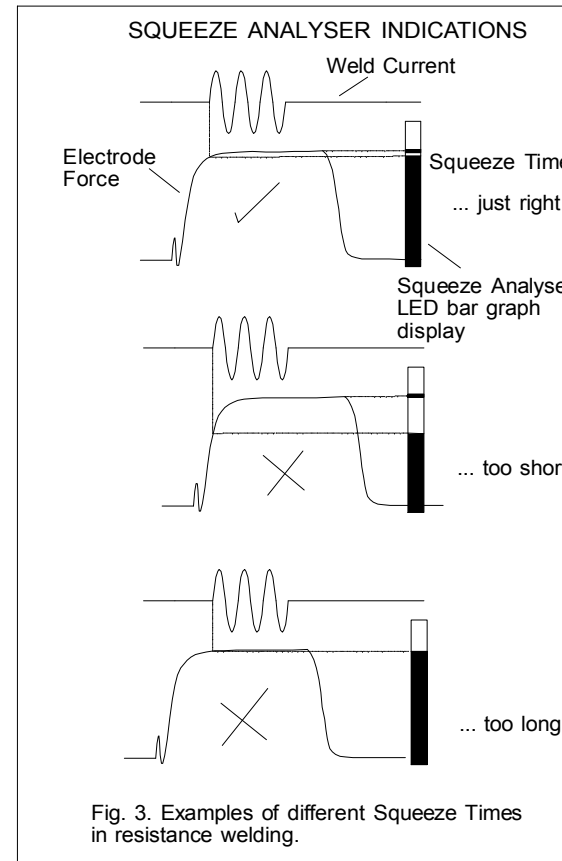 SQUEEZE ANALYSER INDICATIONS
Weld Current
Electrode
Force
Squeeze Time
... just right
Squeeze Analyse
LED bar graph
display
... too shor
... too long
Fig. 3. Examples of different Squeeze Times
in resistance welding.